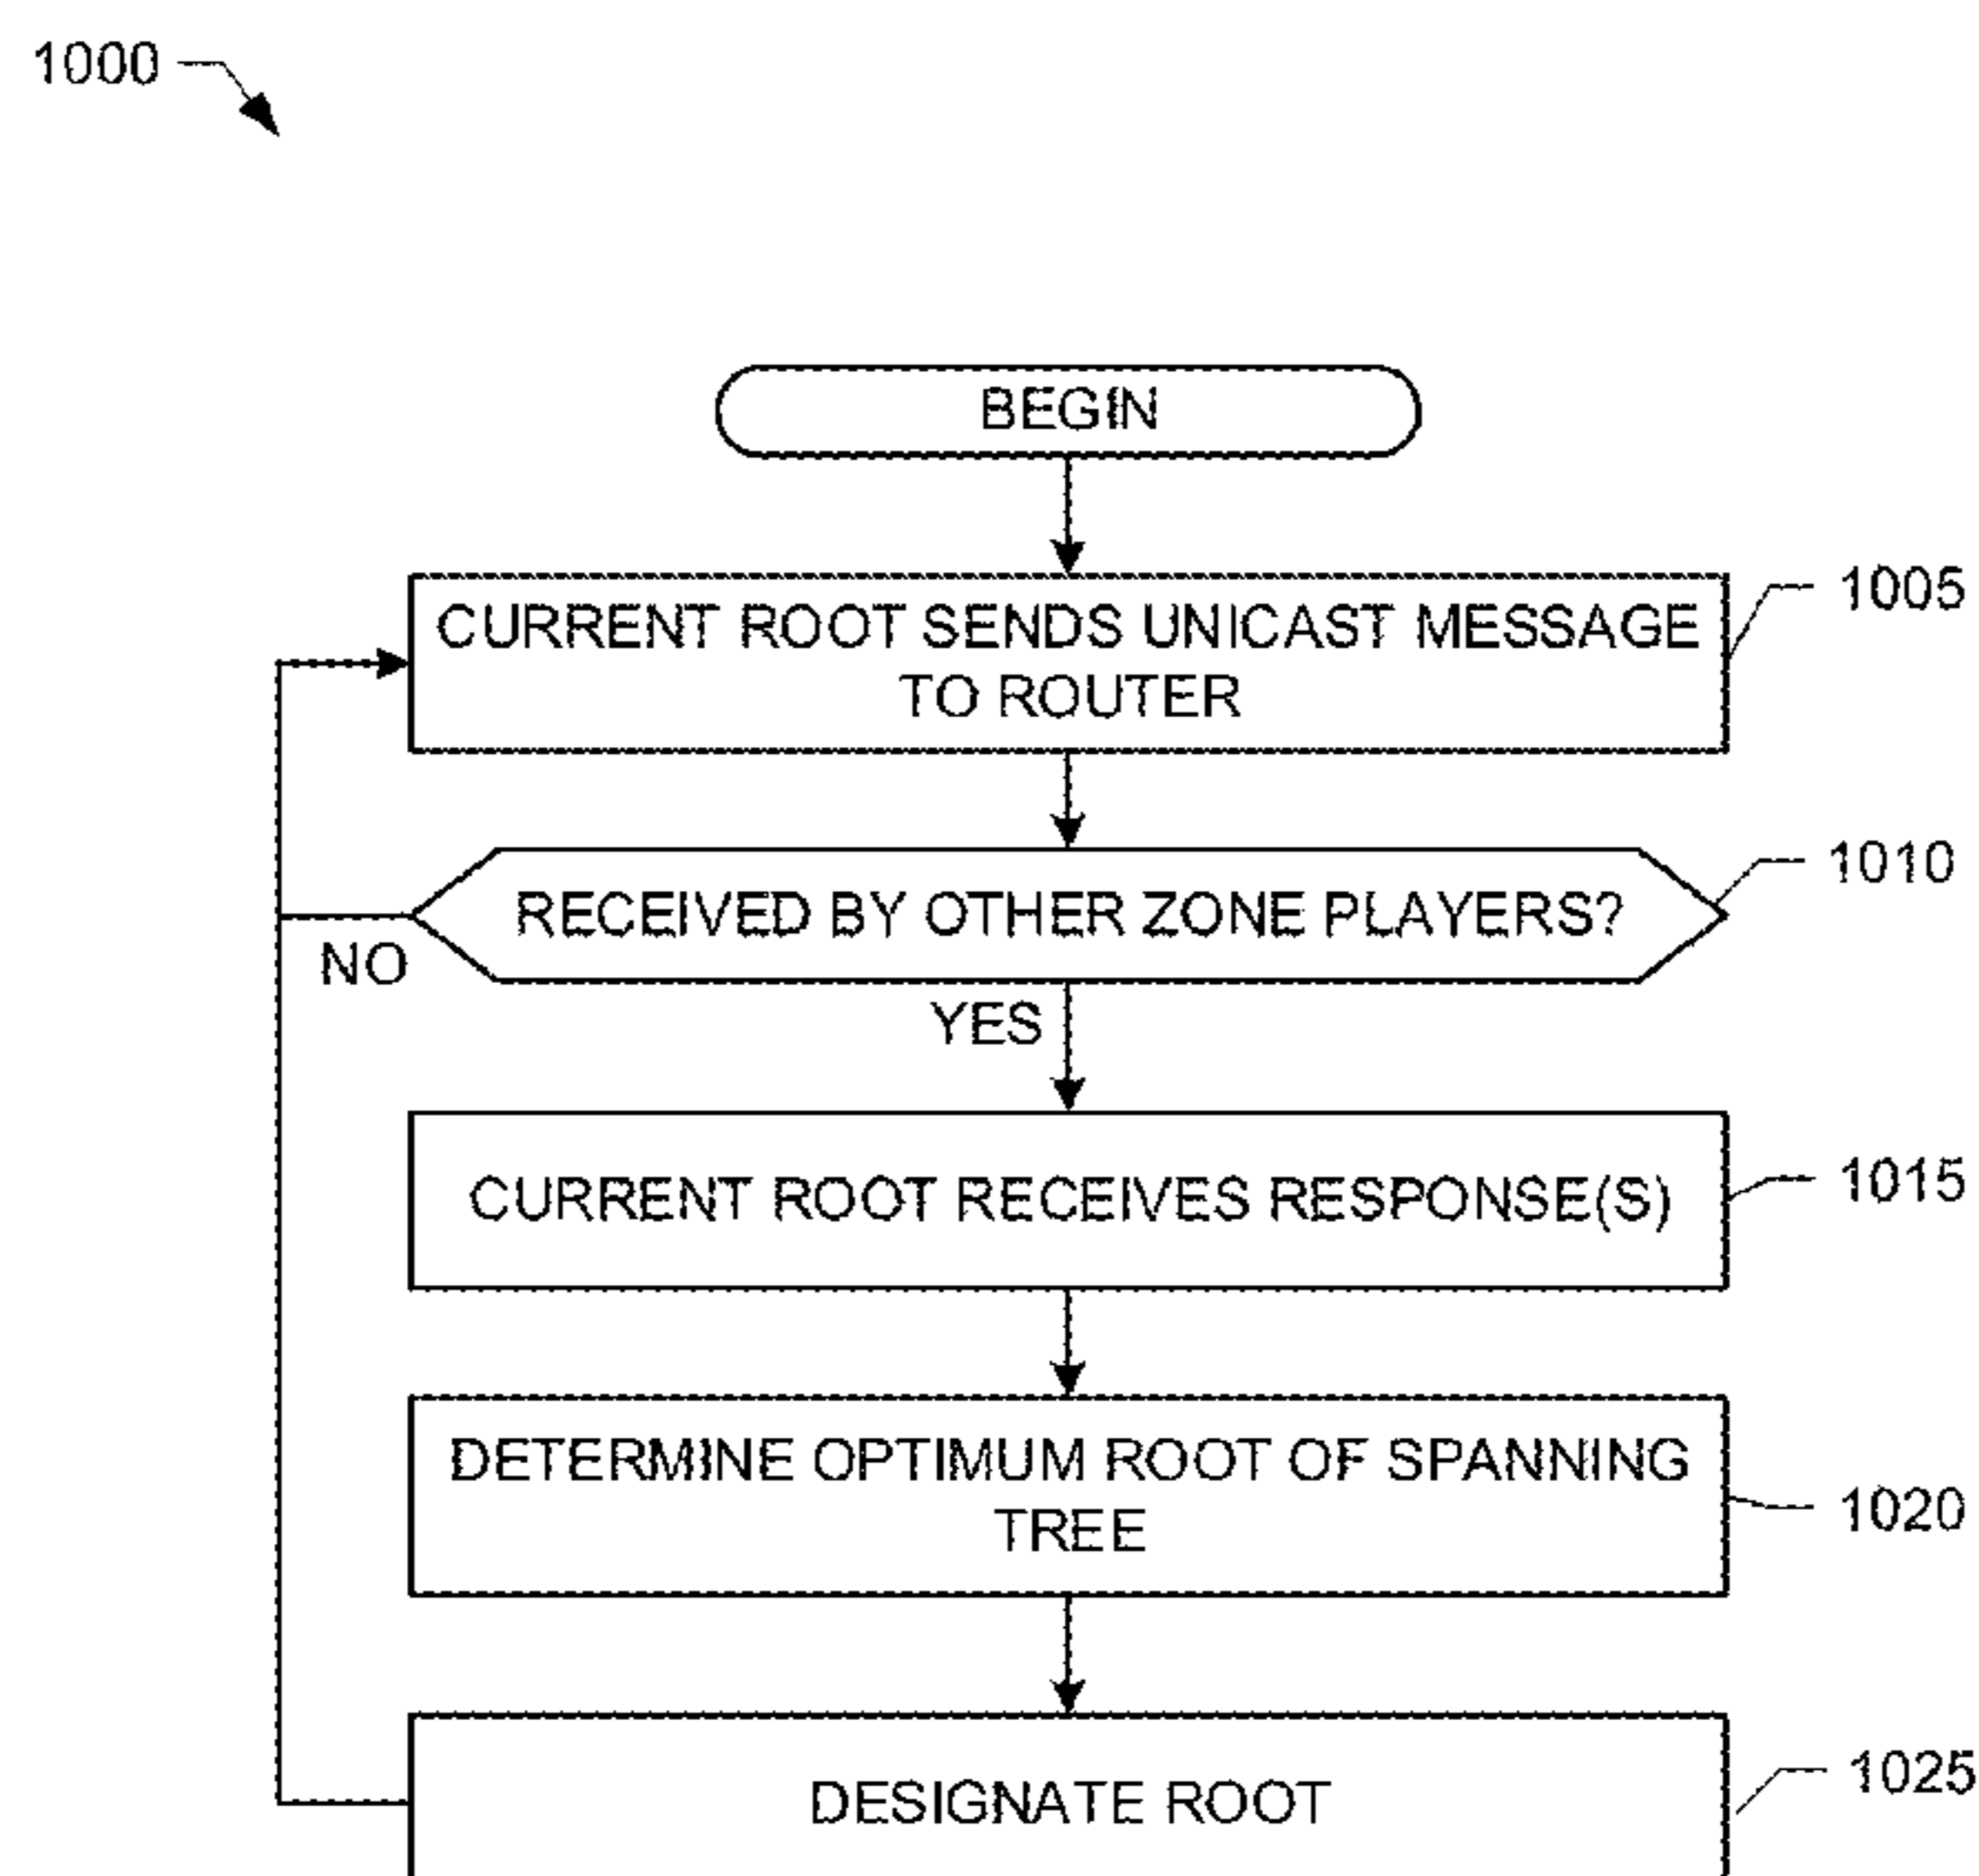 1000
BEGIN
CURRENT ROOT SENDS UNICAST MESSAGE
TO ROUTER
1005
RECEIVED BY OTHER ZONE PLAYERS?
1010
NO
YES
CURRENT ROOT RECEIVES RESPONSE(S)
1015
DETERMINE OPTIMUM ROOT OF SPANNING
TREE
1020
DESIGNATE ROOT
1025